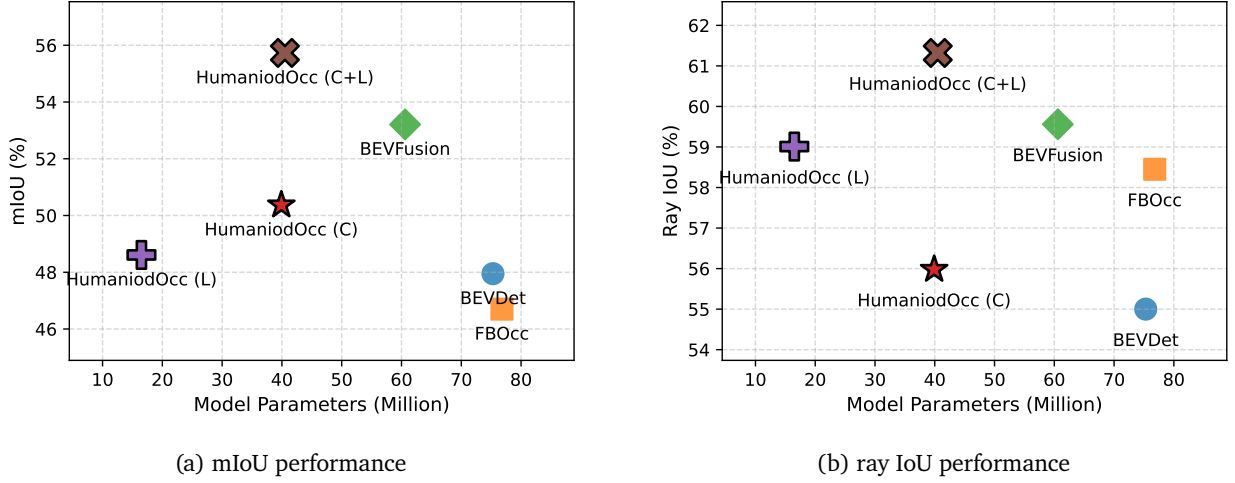 56
54
52
50
48
46
mIoU (%)
HumaniodOcc (C+L)
BEVFusion
HumaniodOcc (C)
HumaniodOcc (L)
BEVDet
FBOcc
10 20 30 40 50 60 70 80
Model Parameters (Million)
(a) mIoU performance
62
61
60
59
58
57
56
55
54
Ray IoU (%)
HumaniodOcc (C+L)
BEVFusion
HumaniodOcc (L)
FBOcc
HumaniodOcc (C)
BEVDet
10 20 30 40 50 60 70 80
Model Parameters (Million)
(b) ray IoU performance